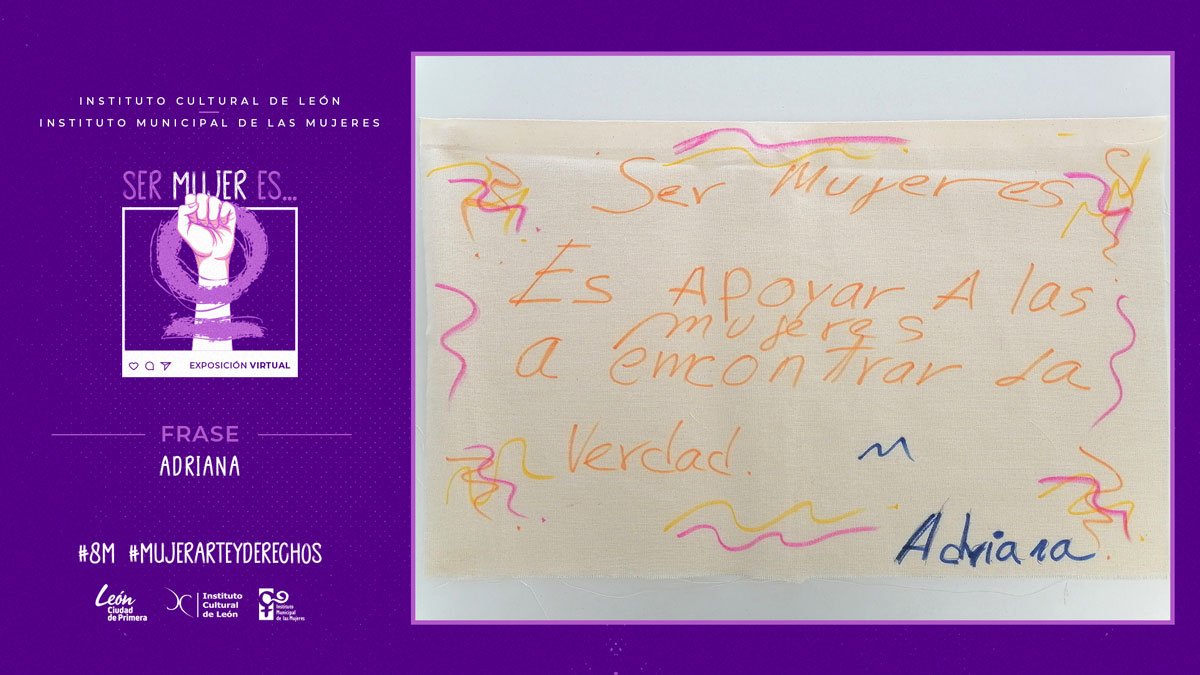 INSTITUTO CULTURAL DE LEÓN
INSTITUTO MUNICIPAL DE LAS MUJERES
SER MUJER ES...
EXPOSICIÓN VIRTUAL
FRASE
ADRIANA
#8M #MUJERARTEYDERECHOS
León
Ciudad
de Primera
Instituto
Cultural
de León
Instituto
Municipal
de las Mujeres
Ser Mujer es
Es Apoyar A las
mujeres
a encontrar la
Verdad.
Adriana